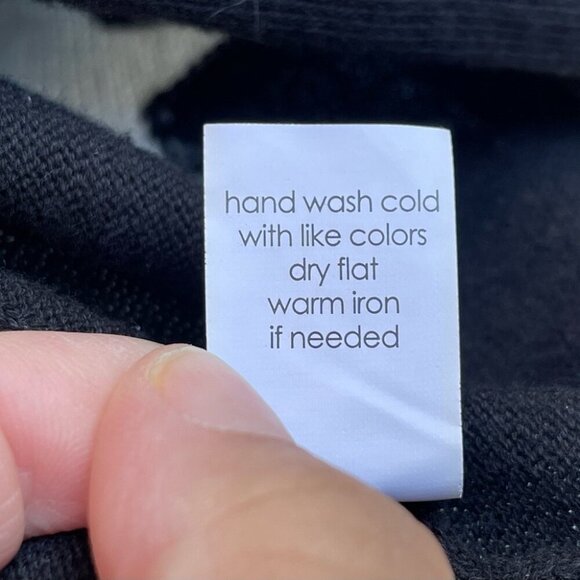 hand wash cold
with like colors
dry flat
warm iron
if needed